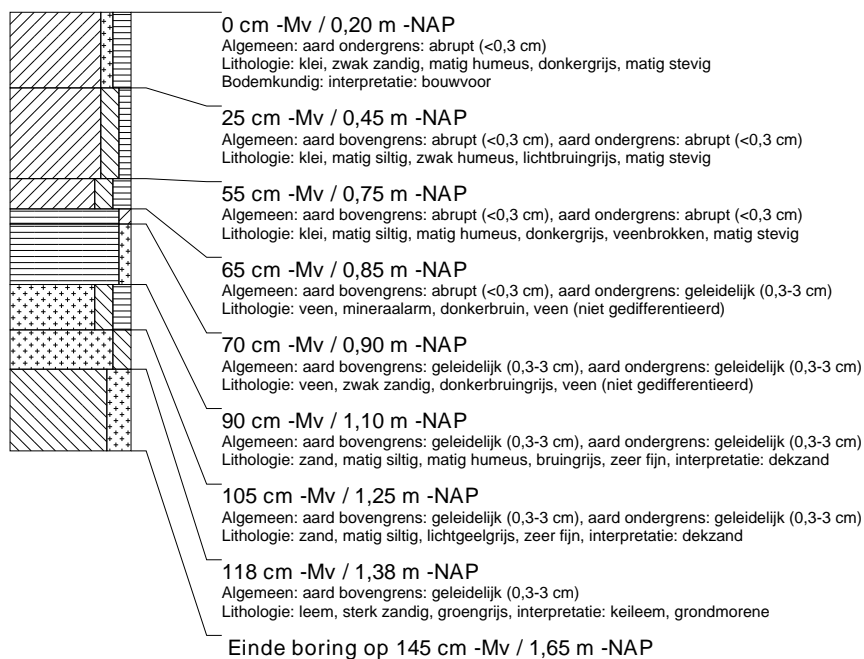 0 cm -Mv / 0,20 m -NAP
Algemeen: aard ondergrens: abrupt (<0,3 cm)
Lithologie: klei, zwak zandig, matig humeus, donkergrijs, matig stevig
Bodemkundig: interpretatie: bouwvoor
25 cm -Mv / 0,45 m -NAP
Algemeen: aard bovengrens: abrupt (<0,3 cm), aard ondergrens: abrupt (<0,3 cm)
Lithologie: klei, matig siltig, zwak humeus, lichtbruingrijs, matig stevig
55 cm -Mv / 0,75 m -NAP
Algemeen: aard bovengrens: abrupt (<0,3 cm), aard ondergrens: abrupt (<0,3 cm)
Lithologie: klei, matig siltig, matig humeus, donkergrijs, veenbrokken, matig stevig
65 cm -Mv / 0,85 m -NAP
Algemeen: aard bovengrens: abrupt (<0,3 cm), aard ondergrens: geleidelijk (0,3-3 cm)
Lithologie: veen, mineraalarm, donkerbruin, veen (niet gedifferentieerd)
70 cm -Mv / 0,90 m -NAP
Algemeen: aard bovengrens: geleidelijk (0,3-3 cm), aard ondergrens: geleidelijk (0,3-3 cm)
Lithologie: veen, zwak zandig, donkerbruingrijs, veen (niet gedifferentieerd)
90 cm -Mv / 1,10 m -NAP
Algemeen: aard bovengrens: geleidelijk (0,3-3 cm), aard ondergrens: geleidelijk (0,3-3 cm)
Lithologie: zand, matig siltig, matig humeus, bruingrijs, zeer fijn, interpretatie: dekzand
105 cm -Mv / 1,25 m -NAP
Algemeen: aard bovengrens: geleidelijk (0,3-3 cm), aard ondergrens: geleidelijk (0,3-3 cm)
Lithologie: zand, matig siltig, lichtgeelgrijs, zeer fijn, interpretatie: dekzand
118 cm -Mv / 1,38 m -NAP
Algemeen: aard bovengrens: geleidelijk (0,3-3 cm)
Lithologie: leem, sterk zandig, groengrijs, interpretatie: keileem, grondmorene
Einde boring op 145 cm -Mv / 1,65 m -NAP